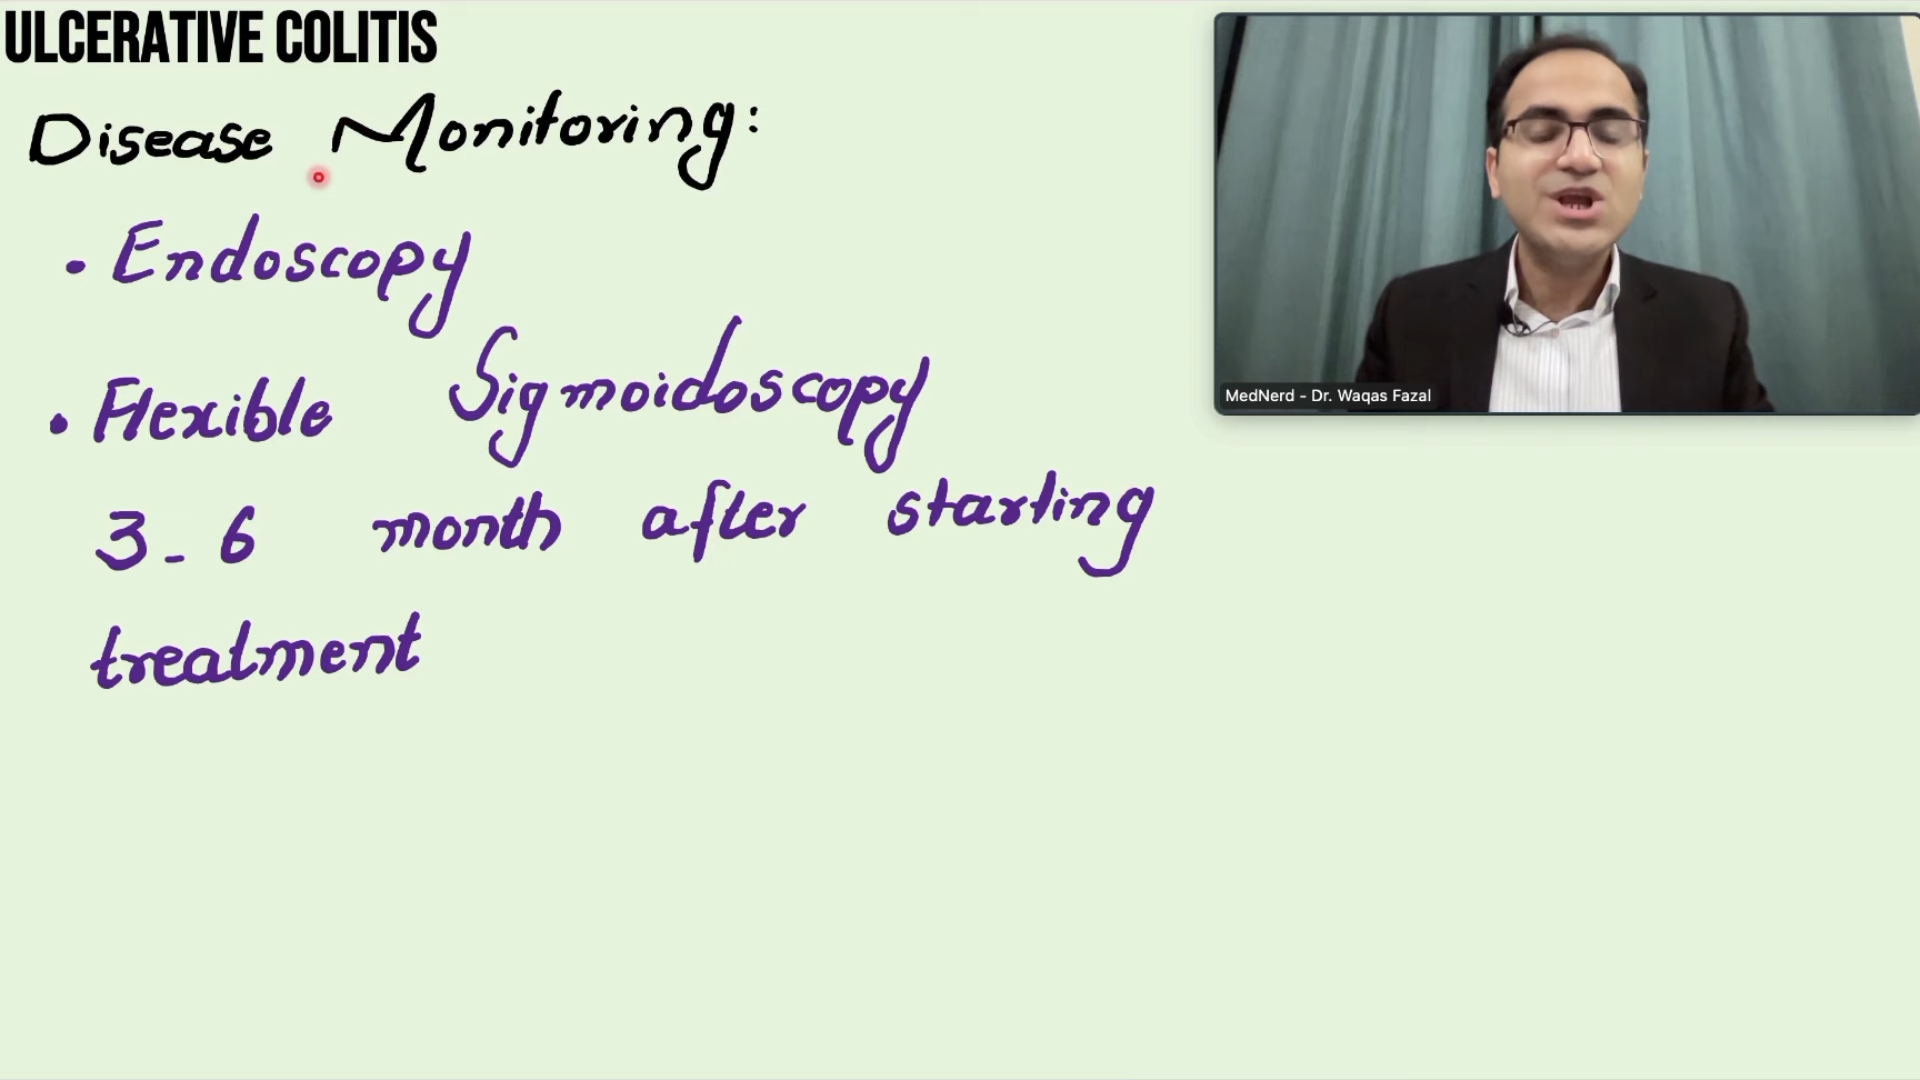 ULCERATIVE COLITIS
Disease Monitoring:
• Endoscopy
• Flexible Sigmoidoscopy
3-6 month after starting
treatment
MedNerd - Dr. Waqas Fazal